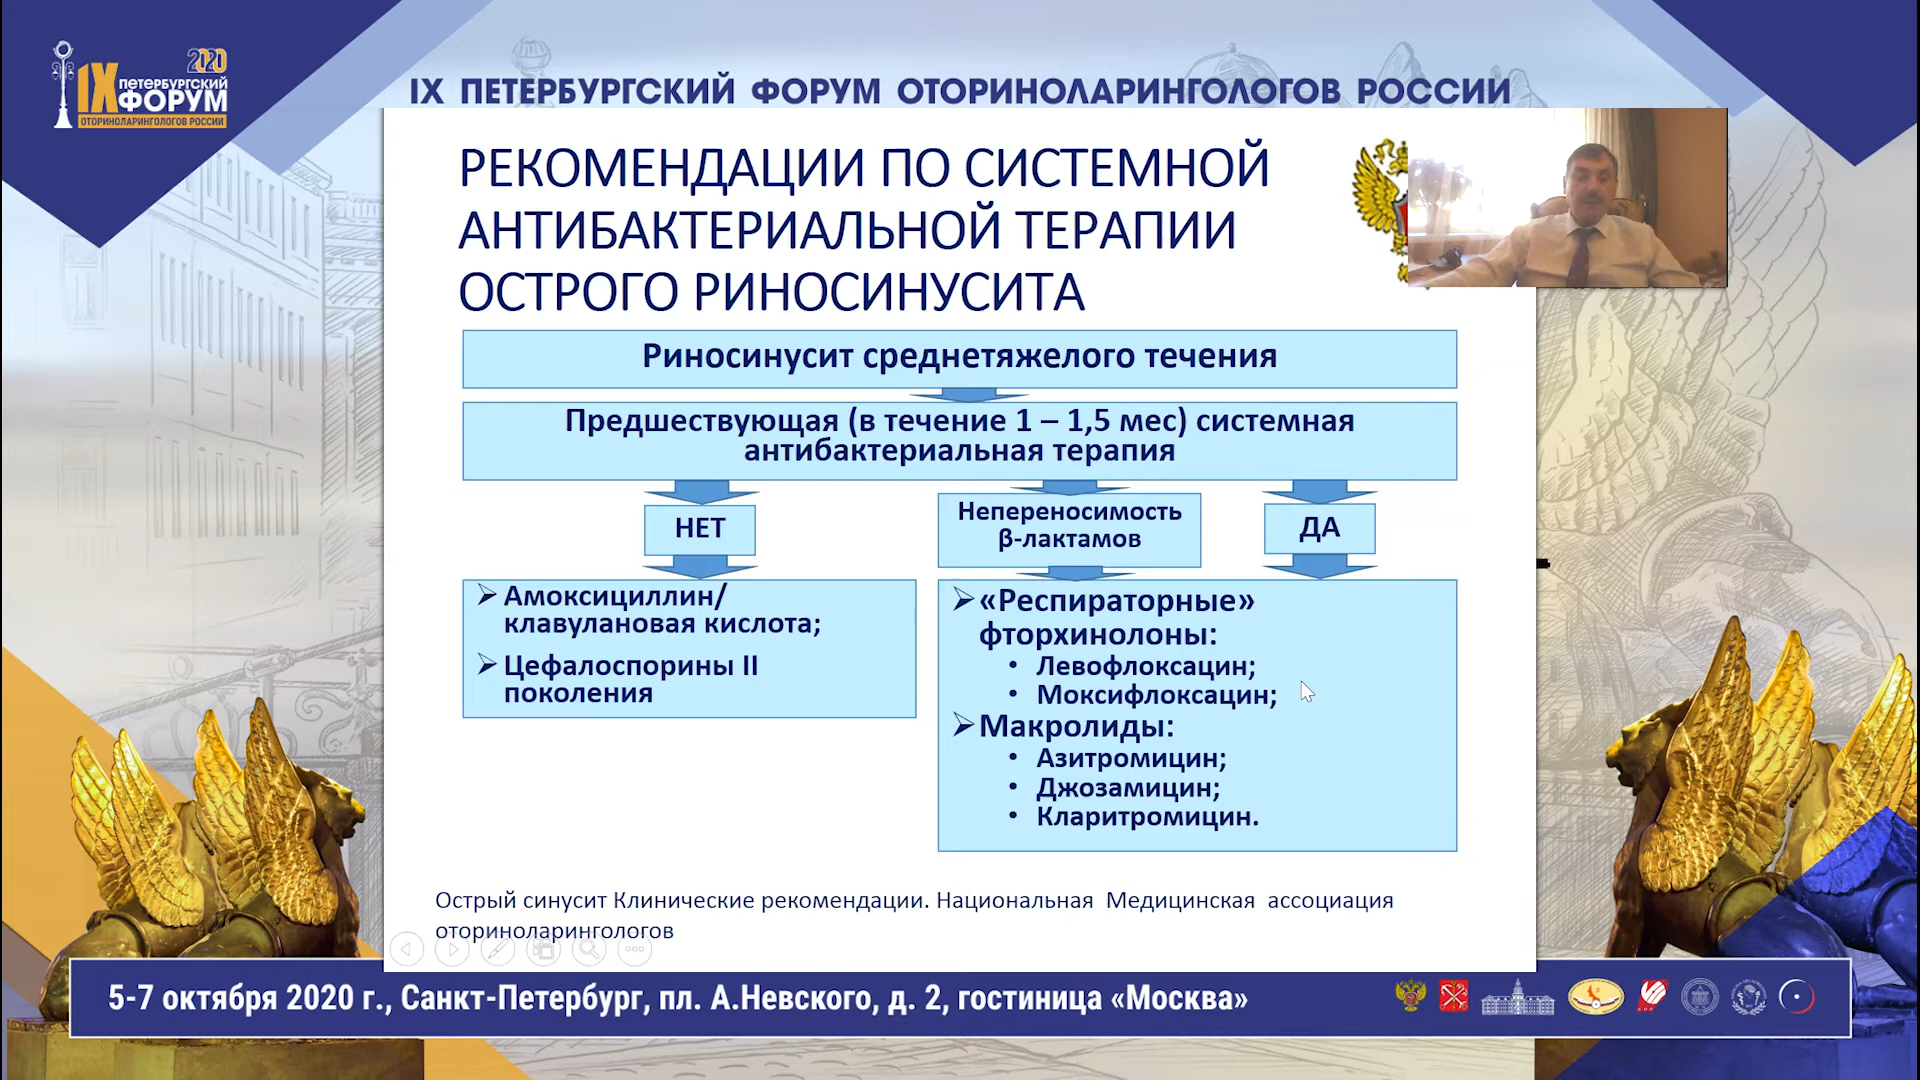 2020
IX ПЕТЕРБУРГСКИЙ
ФОРУМ
ОТОРИНОЛАРИНГОЛОГОВ РОССИИ
IX ПЕТЕРБУРГСКИЙ ФОРУМ ОТОРИНОЛАРИНГОЛОГОВ РОССИИ
РЕКОМЕНДАЦИИ ПО СИСТЕМНОЙ
АНТИБАКТЕРИАЛЬНОЙ ТЕРАПИИ
ОСТРОГО РИНОСИНУСИТА
Риносинусит среднетяжелого течения
Предшествующая (в течение 1 – 1,5 мес) системная
антибактериальная терапия
НЕТ
Непереносимость
β-лактамов
ДА
Амоксициллин/
клавулановая кислота;
Цефалоспорины II
поколения
«Респираторные»
фторхинолоны:
• Левофлоксацин;
• Моксифлоксацин;
Макролиды:
• Азитромицин;
• Джозамицин;
• Кларитромицин.
Острый синусит Клинические рекомендации. Национальная Медицинская ассоциация
оториноларингологов
5-7 октября 2020 г., Санкт-Петербург, пл. А.Невского, д. 2, гостиница «Москва»